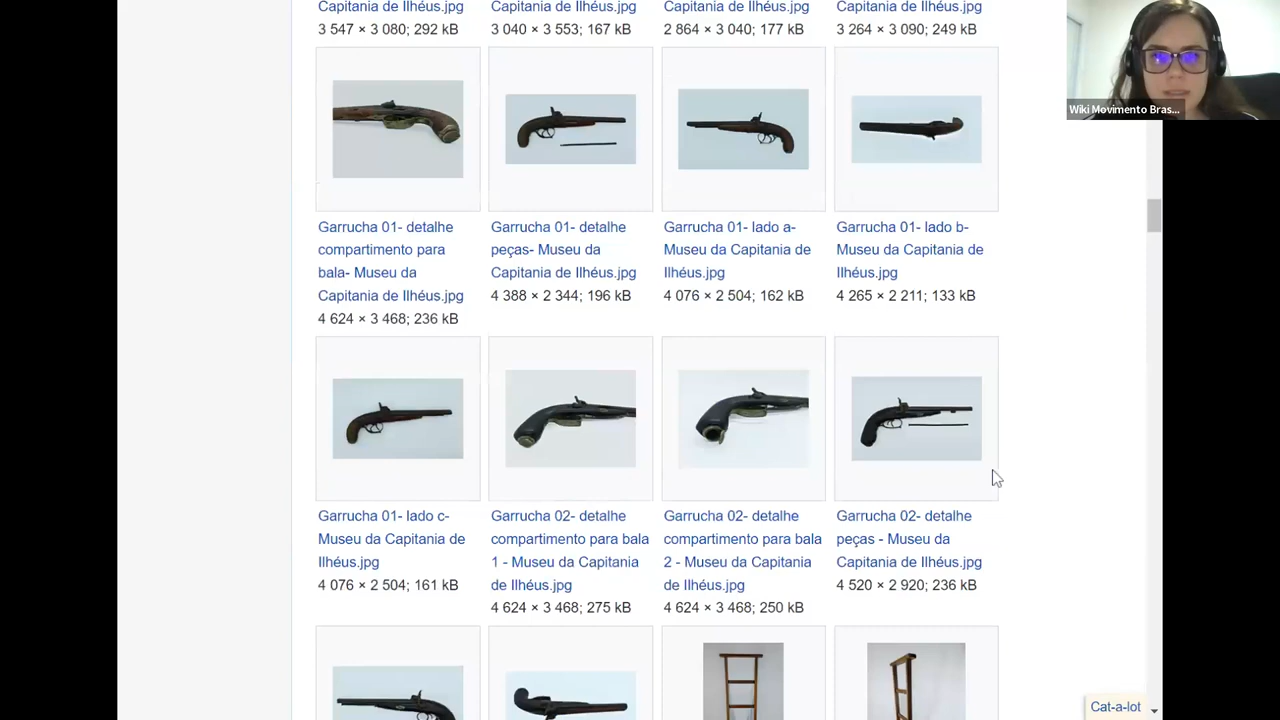 Capitania de Ilhéus.jpg
3 547 × 3 080; 292 kB
Capitania de Ilhéus.jpg
3 040 × 3 553; 167 kB
Capitania de Ilhéus.jpg
2 864 × 3 040; 177 kB
Capitania de Ilhéus.jpg
3 264 × 3 090; 249 kB
Wiki Movimento Bras...
Garrucha 01- detalhe
compartimento para
bala- Museu da
Capitania de Ilhéus.jpg
4 624 × 3 468; 236 kB
Garrucha 01- detalhe
peças- Museu da
Capitania de Ilhéus.jpg
4 388 × 2 344; 196 kB
Garrucha 01- lado a-
Museu da Capitania de
Ilhéus.jpg
4 076 × 2 504; 162 kB
Garrucha 01- lado b-
Museu da Capitania de
Ilhéus.jpg
4 265 × 2 211; 133 kB
Garrucha 01- lado c-
Museu da Capitania de
Ilhéus.jpg
4 076 × 2 504; 161 kB
Garrucha 02- detalhe
compartimento para bala
1 - Museu da Capitania
de Ilhéus.jpg
4 624 × 3 468; 275 kB
Garrucha 02- detalhe
compartimento para bala
2 - Museu da Capitania
de Ilhéus.jpg
4 624 × 3 468; 250 kB
Garrucha 02- detalhe
peças - Museu da
Capitania de Ilhéus.jpg
4 520 × 2 920; 236 kB
Cat-a-lot